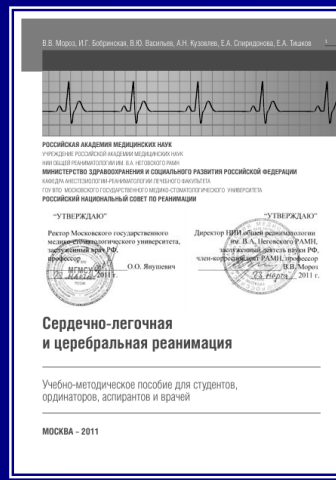 В.В. Мороз, И.Г. Бобринская, В.Ю. Васильев, А.Н. Кузовлев, Е.А. Спиридонова, Е.А. Тишков
РОССИЙСКАЯ АКАДЕМИЯ МЕДИЦИНСКИХ НАУК
УЧРЕЖДЕНИЕ РОССИЙСКОЙ АКАДЕМИИ МЕДИЦИНСКИХ НАУК
НИИ ОБЩЕЙ РЕАНИМАТОЛОГИИ ИМ. В.А. НЕГОВСКОГО РАМН
МИНИСТЕРСТВО ЗДРАВООХРАНЕНИЯ И СОЦИАЛЬНОГО РАЗВИТИЯ РОССИЙСКОЙ ФЕДЕРАЦИИ
КАФЕДРА АНЕСТЕЗИОЛОГИИ-РЕАНИМАТОЛОГИИ ЛЕЧЕБНОГО ФАКУЛЬТЕТА
ГОУ ВПО МОСКОВСКОГО ГОСУДАРСТВЕННОГО МЕДИКО-СТОМАТОЛОГИЧЕСКОГО УНИВЕРСИТЕТА
РОССИЙСКИЙ НАЦИОНАЛЬНЫЙ СОВЕТ ПО РЕАНИМАЦИИ
“УТВЕРЖДАЮ”
Ректор Московского государственного
медико-стоматологического университета,
заслуженный врач РФ,
профессор
О.О. Янушевич
2011 г.
“УТВЕРЖДАЮ”
Директор НИИ общей реаниматологии
им. В.А. Неговского РАМН,
заслуженный деятель науки РФ,
член-корреспондент РАМН, профессор
В.В. Мороз
марта 2011 г.
Сердечно-легочная
и церебральная реанимация
Учебно-методическое пособие для студентов,
ординаторов, аспирантов и врачей
МОСКВА - 2011